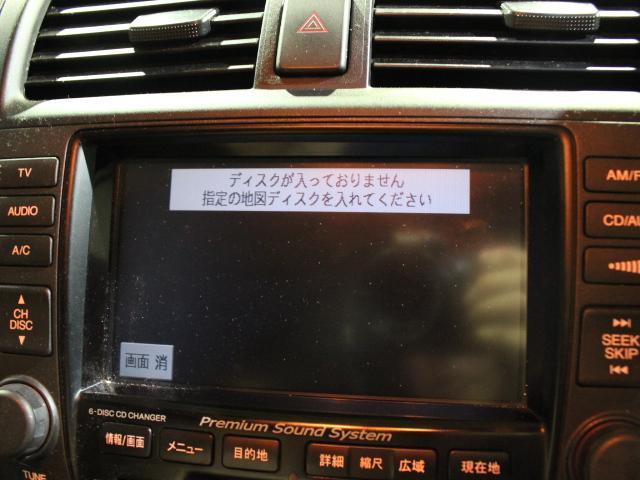 ディスクが入っておりません
指定の地図ディスクを入れてください
画面 消
TV
AUDIO
A/C
CH
DISC
TUNE
AM/F
CD/AU
SEEK
SKIP
6-DISC CD CHANGER
Premium Sound System
情報/画面
メニュー
目的地
詳細 縮尺 広域
現在地